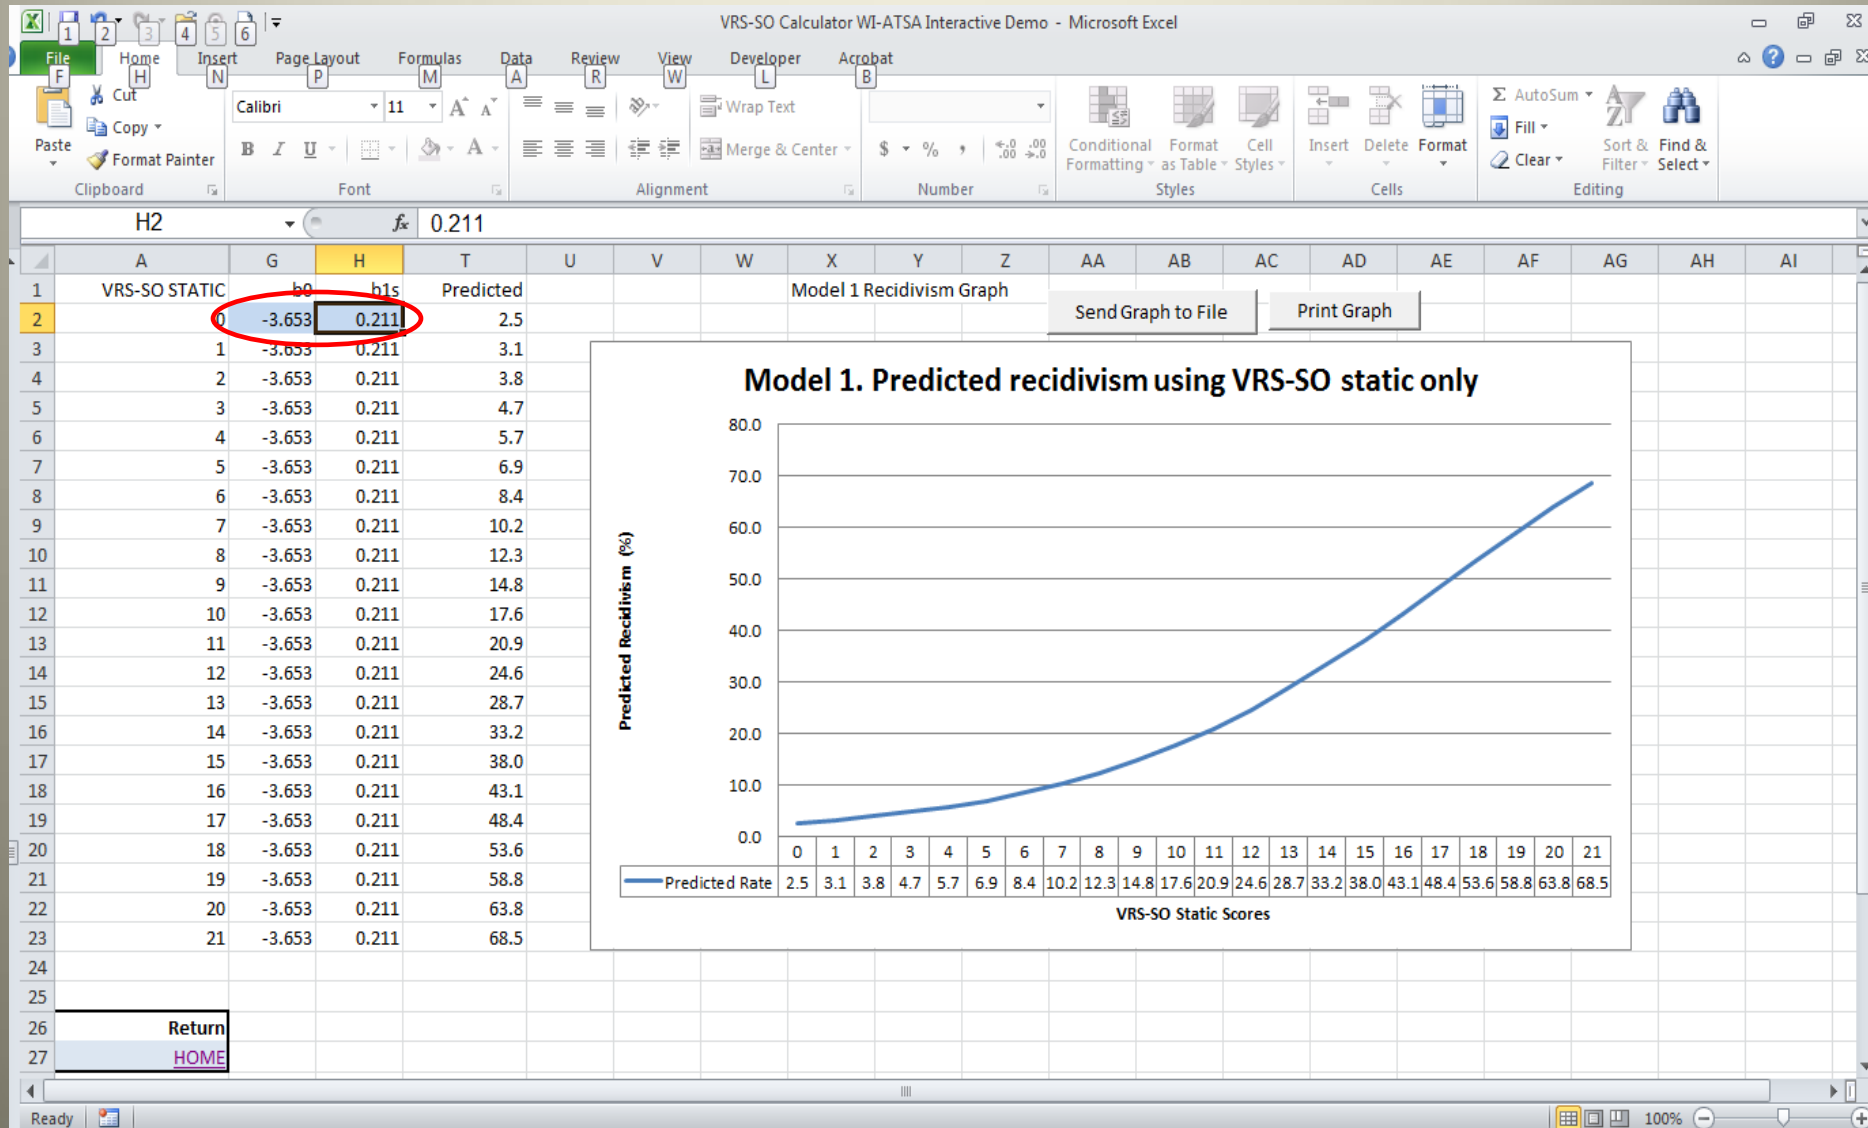 VRS-SO Calculator WI-ATSA Interactive Demo - Microsoft Excel
1 2 3 4 5 6
File Home Insert Page Layout Formulas Data Review View Developer Acrobat
F H N P M A R W L B
Paste
Cut
Copy
Format Painter
Clipboard
Calibri 11 A A
B I U A
Font
Wrap Text
Merge & Center
Alignment
$ % , .0 .00 .00 .0
Number
Conditional Formatting
Format as Table
Cell Styles
Styles
Insert Delete Format
Cells
Σ AutoSum
Fill
Clear
Sort & Filter
Find & Select
Editing
H2 fx 0.211
A G H T U V W X Y Z AA AB AC AD AE AF AG AH AI
1 VRS-SO STATIC b0 b1s Predicted Model 1 Recidivism Graph
2 0 -3.653 0.211 2.5
3 1 -3.653 0.211 3.1
4 2 -3.653 0.211 3.8
5 3 -3.653 0.211 4.7
6 4 -3.653 0.211 5.7
7 5 -3.653 0.211 6.9
8 6 -3.653 0.211 8.4
9 7 -3.653 0.211 10.2
10 8 -3.653 0.211 12.3
11 9 -3.653 0.211 14.8
12 10 -3.653 0.211 17.6
13 11 -3.653 0.211 20.9
14 12 -3.653 0.211 24.6
15 13 -3.653 0.211 28.7
16 14 -3.653 0.211 33.2
17 15 -3.653 0.211 38.0
18 16 -3.653 0.211 43.1
19 17 -3.653 0.211 48.4
20 18 -3.653 0.211 53.6
21 19 -3.653 0.211 58.8
22 20 -3.653 0.211 63.8
23 21 -3.653 0.211 68.5
24
25
26 Return
27 HOME
Send Graph to File
Print Graph
Model 1. Predicted recidivism using VRS-SO static only
80.0
70.0
60.0
50.0
40.0
30.0
20.0
10.0
0.0
Predicted Recidivism (%)
0 1 2 3 4 5 6 7 8 9 10 11 12 13 14 15 16 17 18 19 20 21
Predicted Rate 2.5 3.1 3.8 4.7 5.7 6.9 8.4 10.2 12.3 14.8 17.6 20.9 24.6 28.7 33.2 38.0 43.1 48.4 53.6 58.8 63.8 68.5
VRS-SO Static Scores
Ready 100%